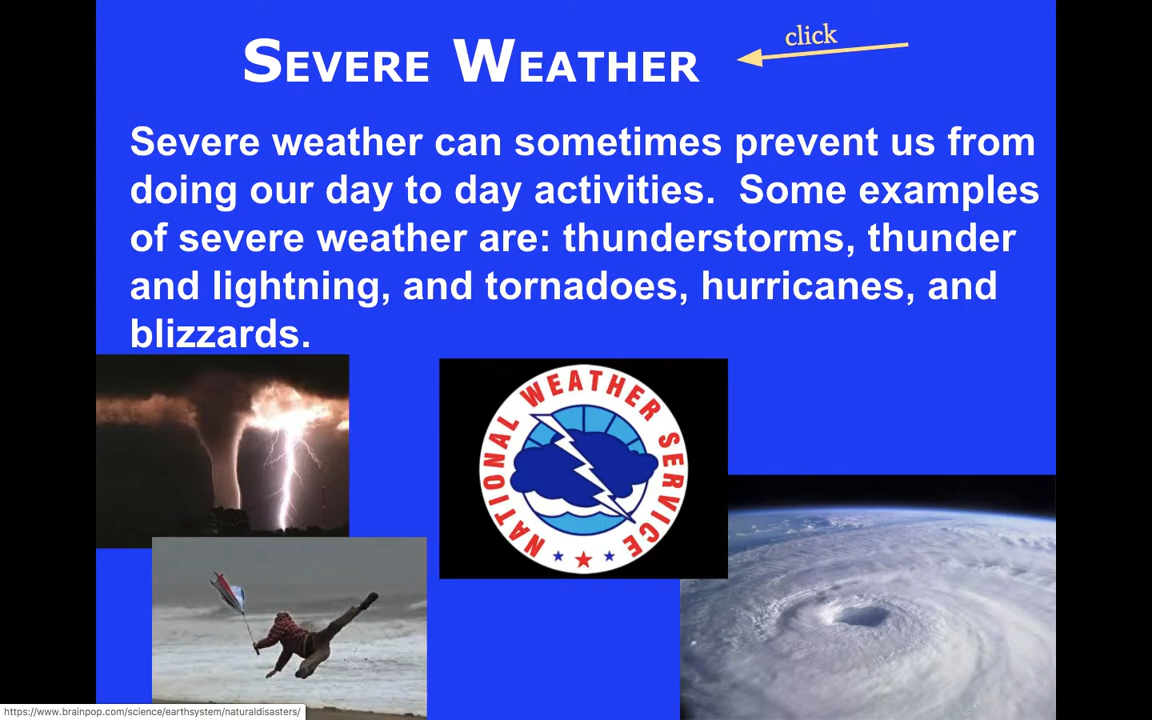 SEVERE WEATHER
click
Severe weather can sometimes prevent us from
doing our day to day activities.  Some examples
of severe weather are: thunderstorms, thunder
and lightning, and tornadoes, hurricanes, and
blizzards.
NATIONAL WEATHER SERVICE
https://www.brainpop.com/science/earthsystem/naturaldisasters/